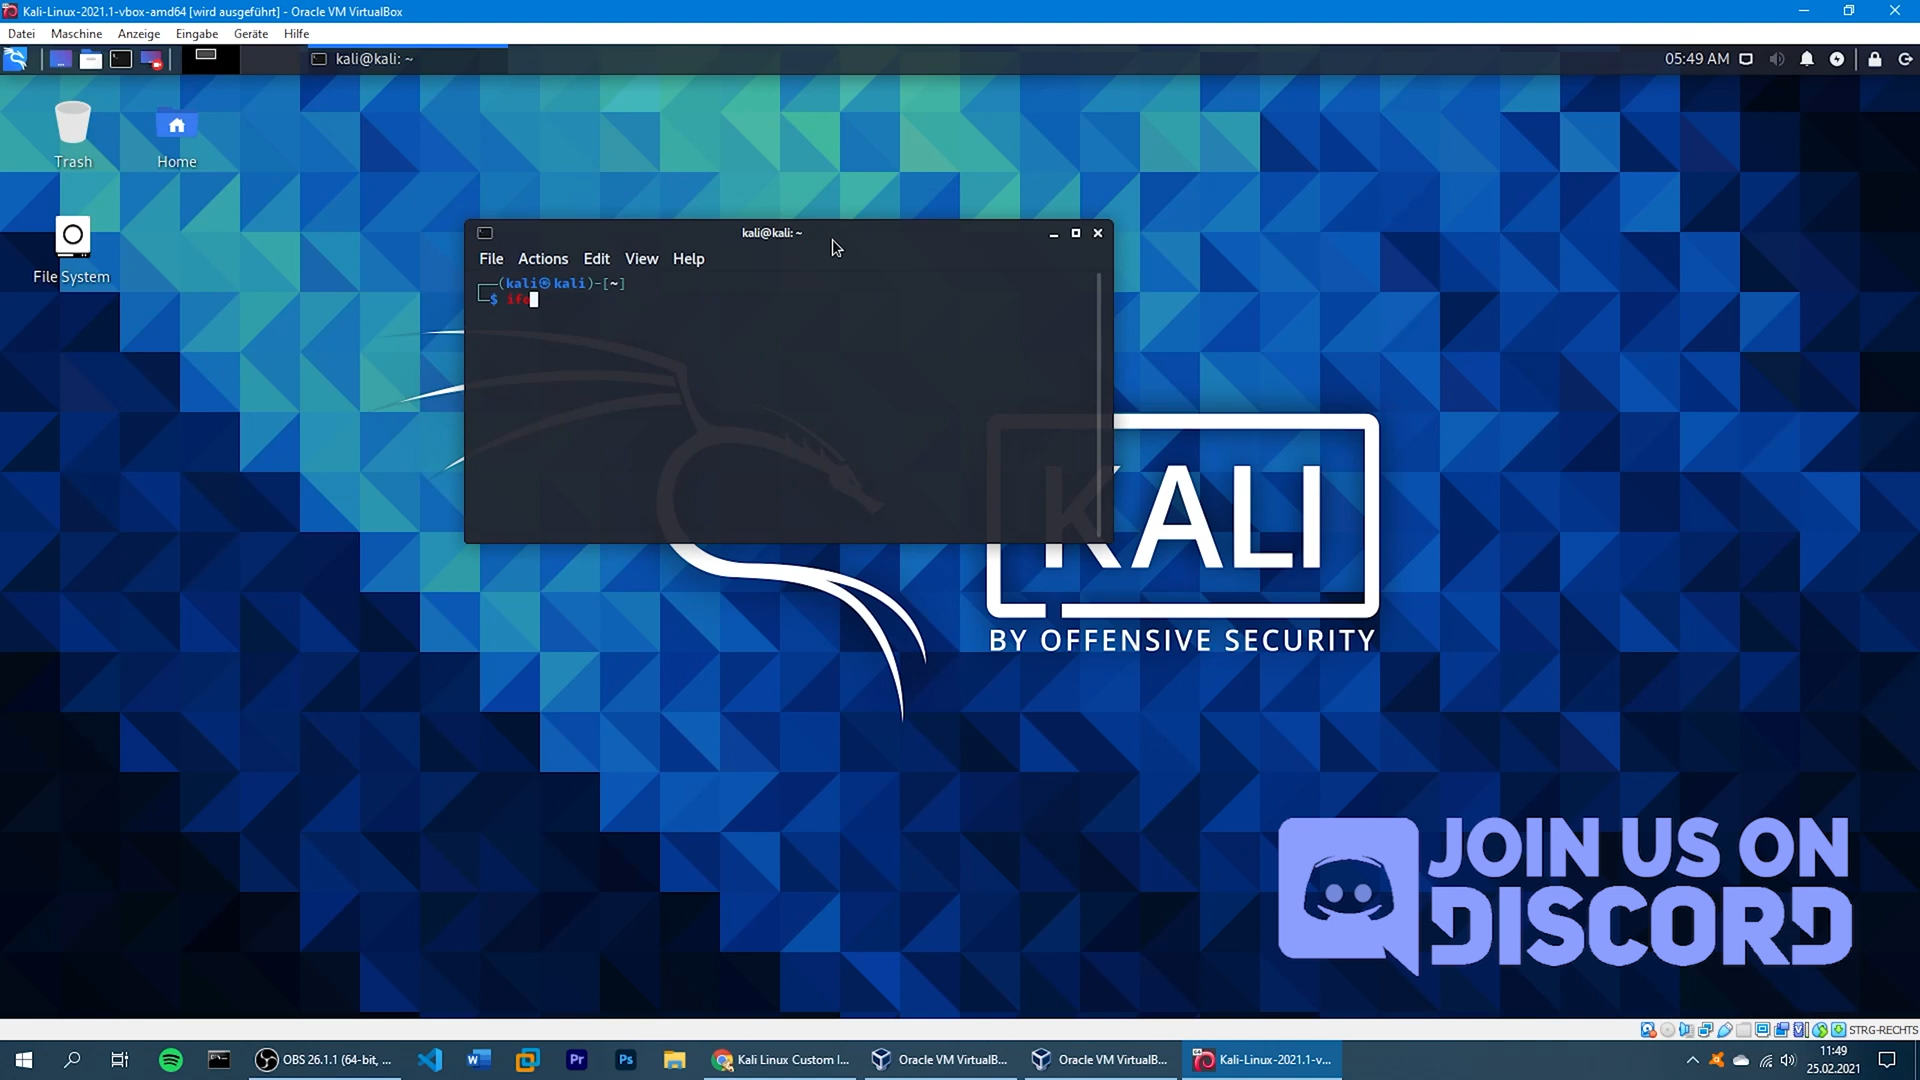 Kali-Linux-2021.1-vbox-amd64 [wird ausgeführt] - Oracle VM VirtualBox
Datei Maschine Anzeige Eingabe Geräte Hilfe
kali@kali: ~
05:49 AM
Trash
Home
File System
kali@kali: ~
File Actions Edit View Help
(kali㉿kali)-[~]
$ ifo
KALI
BY OFFENSIVE SECURITY
JOIN US ON
DISCORD
STRG-RECHTS
OBS 26.1.1 (64-bit, ...
Kali Linux Custom I...
Oracle VM VirtualB...
Oracle VM VirtualB...
Kali-Linux-2021.1-v...
11:49
25.02.2021